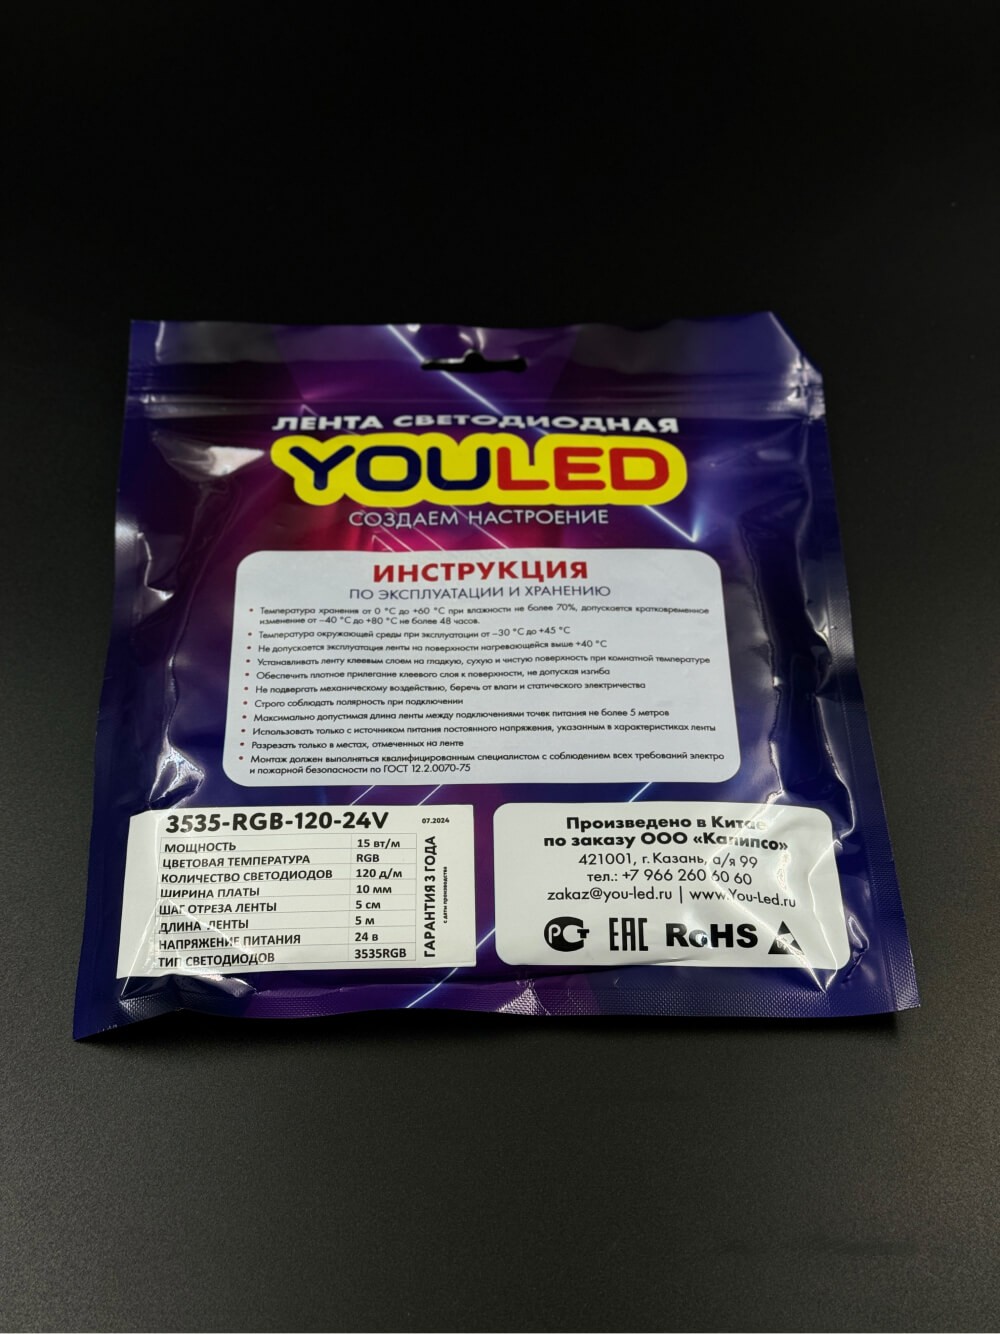 ЛЕНТА СВЕТОДИОДНАЯ
YOULED
СОЗДАЕМ НАСТРОЕНИЕ
ИНСТРУКЦИЯ
ПО ЭКСПЛУАТАЦИИ И ХРАНЕНИЮ
• Температура хранения от 0 °С до +60 °С при влажности не более 70%, допускается кратковременное
изменение от –40 °С до +80 °С не более 48 часов.
• Температура окружающей среды при эксплуатации от –30 °С до +45 °С
• Не допускается эксплуатация ленты на поверхности нагревающейся выше +40 °С
• Устанавливать ленту клеевым слоем на гладкую, сухую и чистую поверхность при комнатной температуре
• Обеспечить плотное прилегание клеевого слоя к поверхности, не допуская изгиба
• Не подвергать механическому воздействию, беречь от влаги и статического электричества
• Строго соблюдать полярность при подключении
• Максимально допустимая длина ленты между подключениями точек питания не более 5 метров
• Использовать только с источником питания постоянного напряжения, указанным в характеристиках ленты
• Разрезать только в местах, отмеченных на ленте
• Монтаж должен выполняться квалифицированным специалистом с соблюдением всех требований электро
и пожарной безопасности по ГОСТ 12.2.0070-75
3535-RGB-120-24V
07.2024
МОЩНОСТЬ 15 вт/м
ЦВЕТОВАЯ ТЕМПЕРАТУРА RGB
КОЛИЧЕСТВО СВЕТОДИОДОВ 120 д/м
ШИРИНА ПЛАТЫ 10 мм
ШАГ ОТРЕЗА ЛЕНТЫ 5 см
ДЛИНА ЛЕНТЫ 5 м
НАПРЯЖЕНИЕ ПИТАНИЯ 24 в
ТИП СВЕТОДИОДОВ 3535RGB
ГАРАНТИЯ 3 ГОДА
с даты производства
Произведено в Китае
по заказу ООО «Калипсо»
421001, г. Казань, а/я 99
тел.: +7 966 260 60 60
zakaz@you-led.ru | www.You-Led.ru
РСТ EAC RoHS